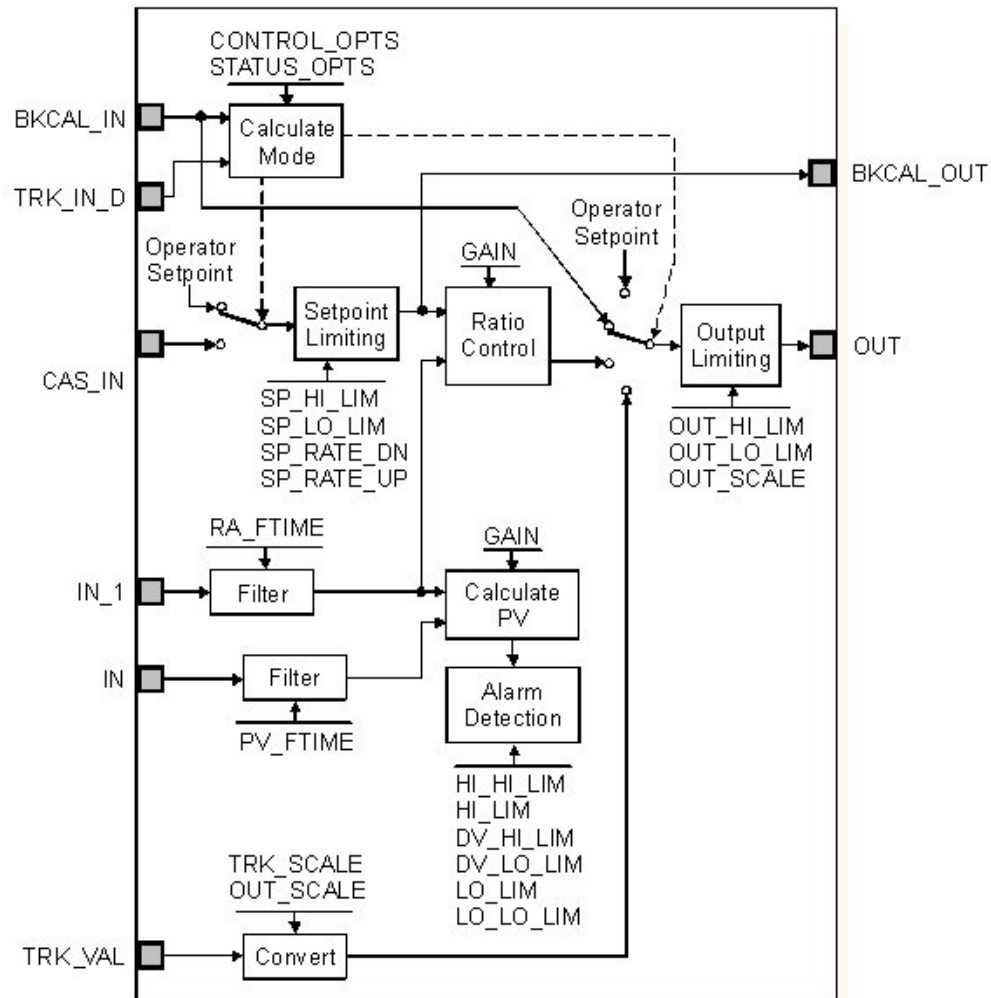 CONTROL_OPTS
STATUS_OPTS
BKCAL_IN
Calculate
Mode
TRK_IN_D
BKCAL_OUT
Operator
Setpoint
Operator
Setpoint
GAIN
Setpoint
Limiting
Ratio
Control
Output
Limiting
OUT
CAS_IN
SP_HI_LIM
SP_LO_LIM
SP_RATE_DN
SP_RATE_UP
OUT_HI_LIM
OUT_LO_LIM
OUT_SCALE
RA_FTIME
GAIN
IN_1
Filter
Calculate
PV
IN
Filter
Alarm
Detection
PV_FTIME
HI_HI_LIM
HI_LIM
DV_HI_LIM
DV_LO_LIM
LO_LIM
LO_LO_LIM
TRK_SCALE
OUT_SCALE
TRK_VAL
Convert